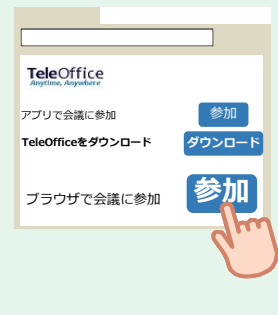 TeleOffice
Anytime, Anywhere
アプリで会議に参加 参加
TeleOfficeをダウンロード ダウンロード
ブラウザで会議に参加 参加